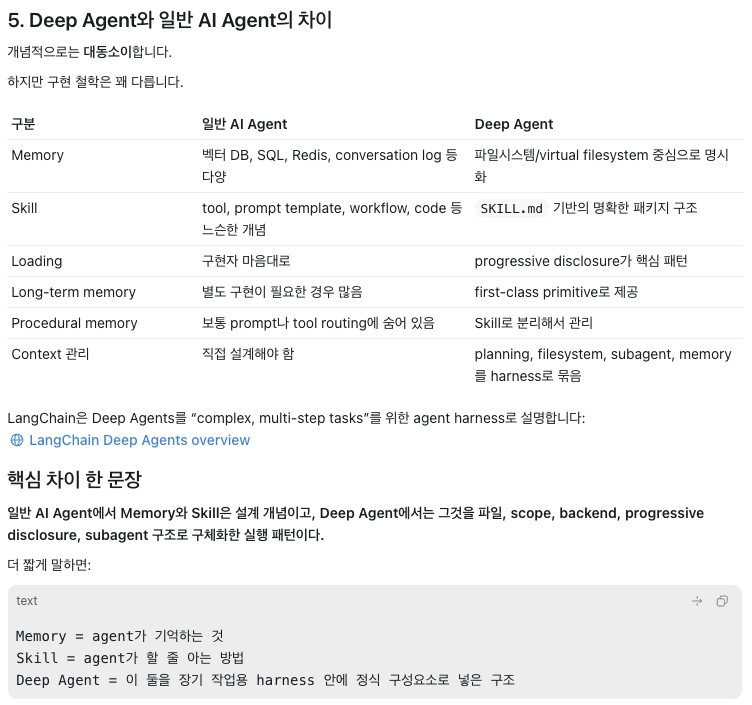 5. Deep Agent와 일반 AI Agent의 차이
개념적으로는 대동소이합니다.
하지만 구현 철학은 꽤 다릅니다.
구분 일반 AI Agent Deep Agent
Memory 벡터 DB, SQL, Redis, conversation log 등 파일시스템/virtual filesystem 중심으로 명시
다양 화
Skill tool, prompt template, workflow, code 등 SKILL.md 기반의 명확한 패키지 구조
느슨한 개념
Loading 구현자 마음대로 progressive disclosure가 핵심 패턴
Long-term memory 별도 구현이 필요한 경우 많음 first-class primitive로 제공
Procedural memory 보통 prompt나 tool routing에 숨어 있음 Skill로 분리해서 관리
Context 관리 직접 설계해야 함 planning, filesystem, subagent, memory
를 harness로 묶음
LangChain은 Deep Agents를 “complex, multi-step tasks”를 위한 agent harness로 설명합니다:
LangChain Deep Agents overview
핵심 차이 한 문장
일반 AI Agent에서 Memory와 Skill은 설계 개념이고, Deep Agent에서는 그것을 파일, scope, backend, progressive
disclosure, subagent 구조로 구체화한 실행 패턴이다.
더 짧게 말하면:
text
Memory = agent가 기억하는 것
Skill = agent가 할 줄 아는 방법
Deep Agent = 이 둘을 장기 작업용 harness 안에 정식 구성요소로 넣은 구조